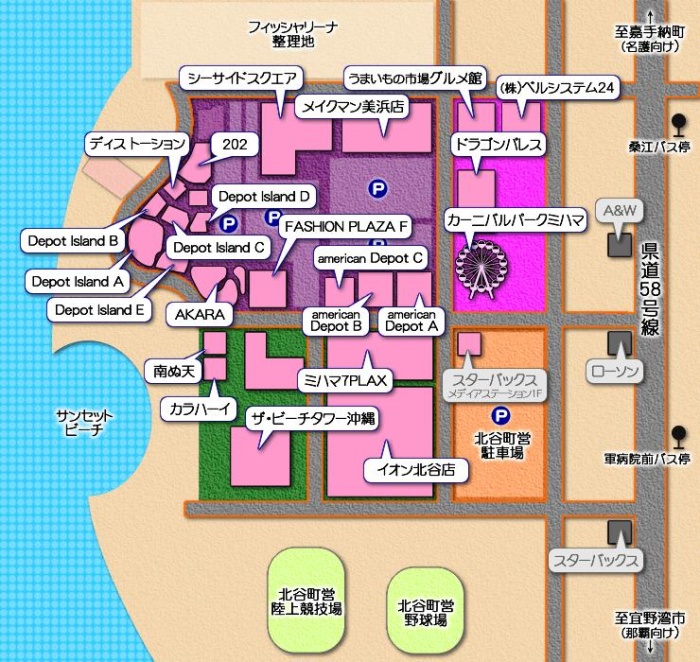 フィッシャリーナ
整理地
至嘉手納町
(名護向け)
シーサイドスクエア
うまいもの市場グルメ館
(株)ベルシステム24
メイクマン美浜店
ディストーション
202
ドラゴンパレス
桑江バス停
P
Depot Island D
A&W
P
P
FASHION PLAZA F
カーニバルパークミハマ
Depot Island B
Depot Island C
P
american Depot C
県道58号線
Depot Island A
Depot Island E
AKARA
american
Depot B
american
Depot A
南ぬ天
ミハマ7PLAX
スターバックス
メディアステーション1F
ローソン
カラハーイ
サンセット
ビーチ
ザ・ビーチタワー沖縄
P
北谷町営
駐車場
イオン北谷店
軍病院前バス停
スターバックス
北谷町営
陸上競技場
北谷町営
野球場
至宜野湾市
(那覇向け)